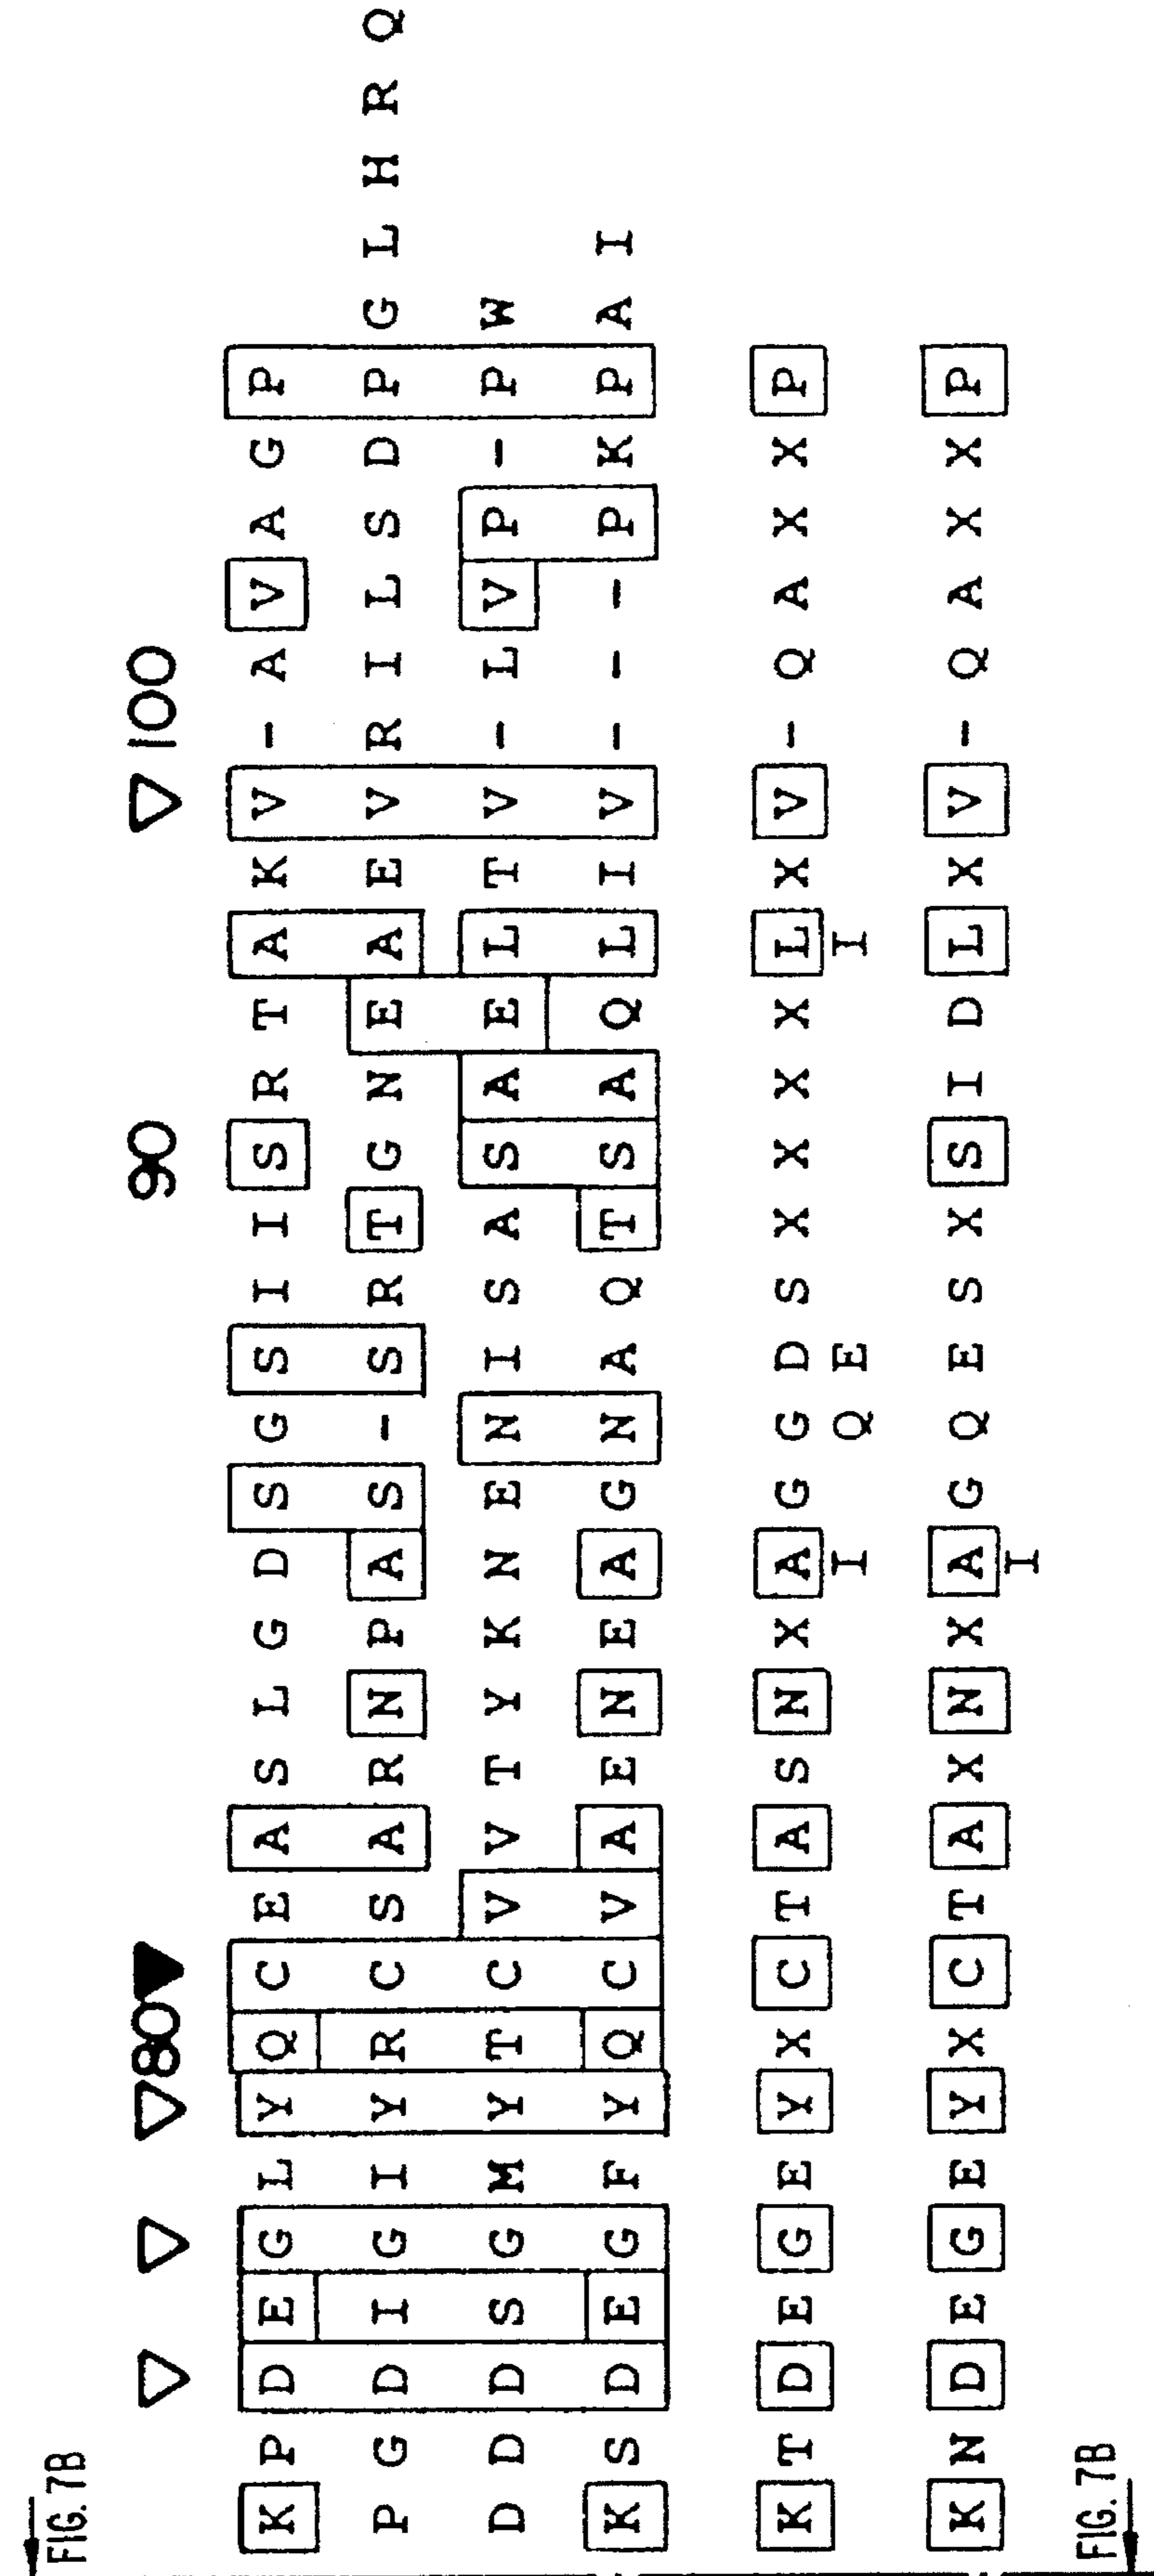 FIG. 7B
80 90 100
K P D E G L Y Q C E A S L G D S G S I I S R T A K V - A V A G P
P G D I G I Y R C S A R N P A S - S R T G N E A E V R I L S D P G L H R Q
D D D S G M Y T C V V T Y K N E N I S A S A E L T V - L V P - P W
K S D E G F Y Q C V A E N E A G N A Q T S A Q L I V - - - P K P A I
K T D E G E Y X C T A S N X A G G D S X X X X L X V - Q A X X P
I Q E I
K N D E G E Y X C T A X N X A G Q E S X S I D L X V - Q A X X P
I
FIG. 7B